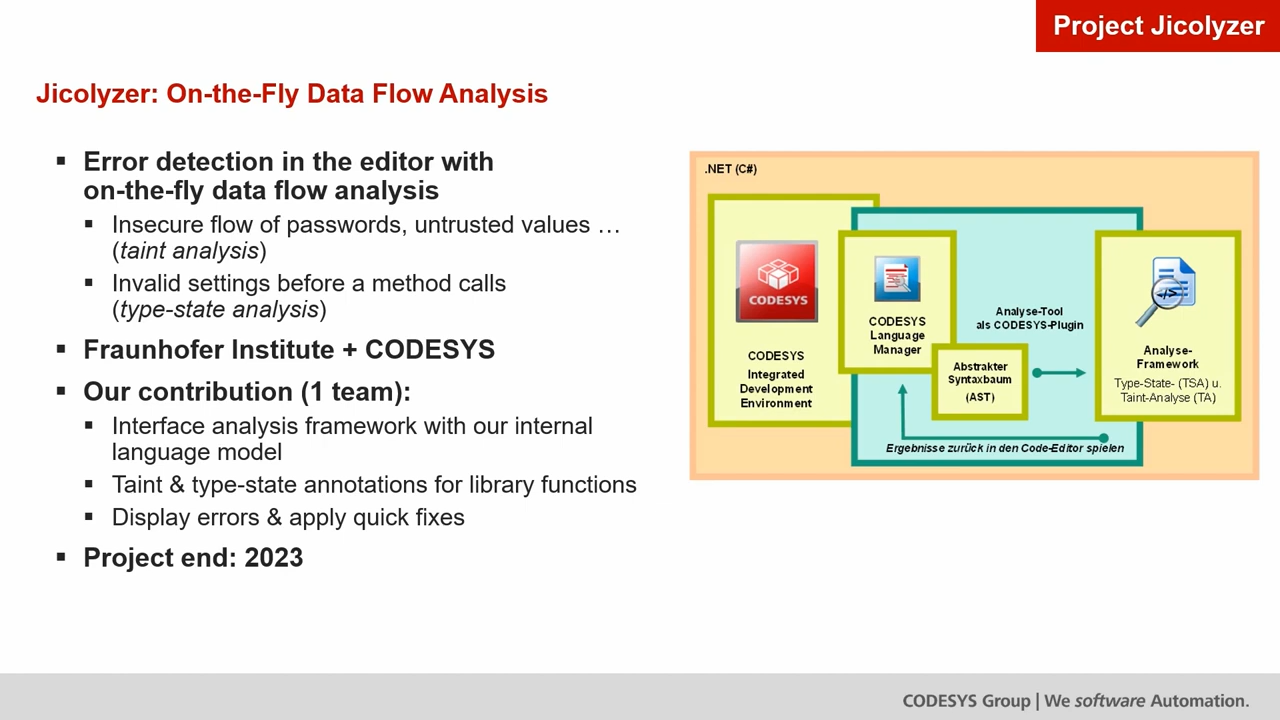 Project Jicolyzer
Jicolyzer: On-the-Fly Data Flow Analysis
▪ Error detection in the editor with
on-the-fly data flow analysis
▪ Insecure flow of passwords, untrusted values …
(taint analysis)
▪ Invalid settings before a method calls
(type-state analysis)
▪ Fraunhofer Institute + CODESYS
▪ Our contribution (1 team):
▪ Interface analysis framework with our internal
language model
▪ Taint & type-state annotations for library functions
▪ Display errors & apply quick fixes
▪ Project end: 2023
.NET (C#)
CODESYS
CODESYS
Integrated
Development
Environment
CODESYS
Language
Manager
Abstrakter
Syntaxbaum
(AST)
Analyse-Tool
als CODESYS-Plugin
</>
Analyse-
Framework
Type-State- (TSA) u.
Taint-Analyse (TA)
Ergebnisse zurück in den Code-Editor spielen
CODESYS Group | We software Automation.